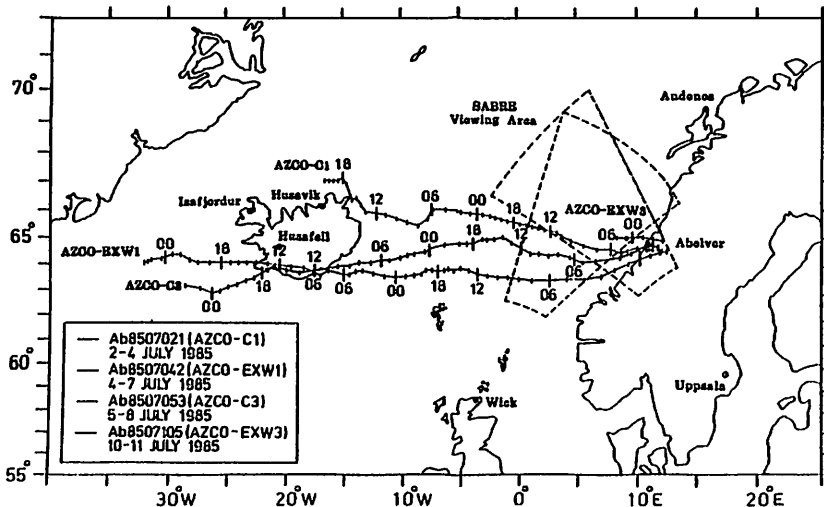 70°
65°
60°
55°
30°W
20°W
10°W
0°
10°E
20°E
SABRE
Viewing Area
Andenes
AZCO-C1
18
Isafjordur
Husavik
Husafell
12
06
00
18
12
AZCO-EXW3
06
00
Abelver
AZCO-EXW1
00
18
12
12
06
00
18
00
06
AZCO-C3
00
18
06
06
00
18
12
06
Uppsala
Wick
Ab8507021 (AZCO-C1)
2-4 JULY 1985
Ab8507042 (AZCO-EXW1)
4-7 JULY 1985
Ab8507053 (AZCO-C3)
5-8 JULY 1985
Ab8507105 (AZCO-EXW3)
10-11 JULY 1985